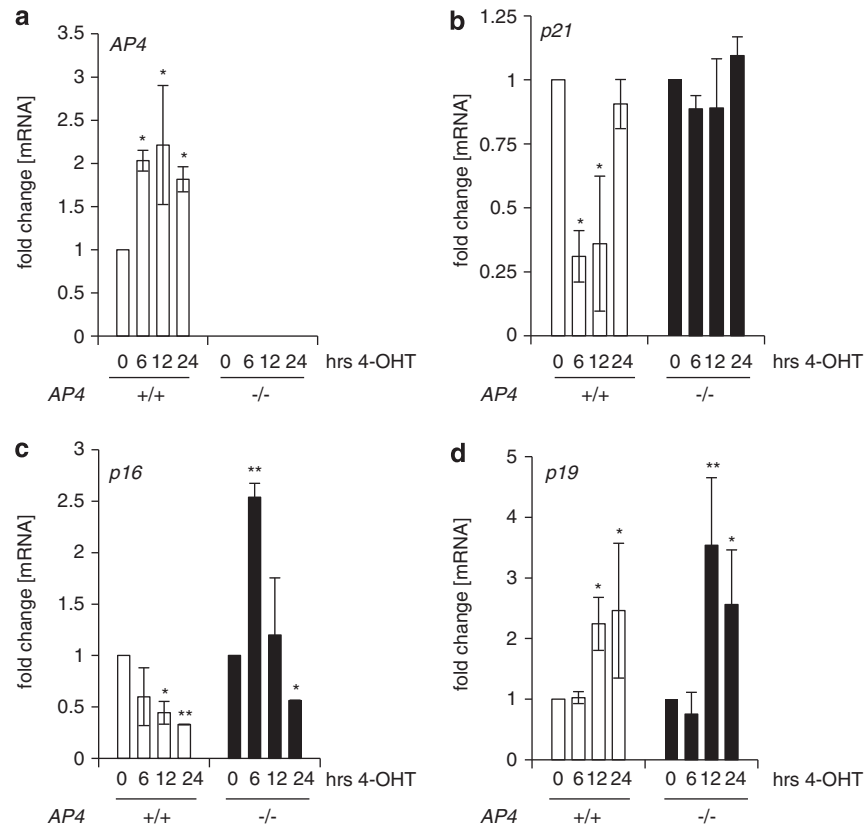 a
AP4
fold change [mRNA]
3.5
3
2.5
2
1.5
1
0.5
0
*
*
*
0 6 12 24 0 6 12 24 hrs 4-OHT
AP4 +/+ -/-
b
p21
fold change [mRNA]
1.25
1
0.75
0.5
0.25
0
*
*
0 6 12 24 0 6 12 24 hrs 4-OHT
AP4 +/+ -/-
c
p16
fold change [mRNA]
3
2.5
2
1.5
1
0.5
0
*
**
**
*
0 6 12 24 0 6 12 24 hrs 4-OHT
AP4 +/+ -/-
d
p19
fold change [mRNA]
5
4
3
2
1
0
*
*
**
*
0 6 12 24 0 6 12 24 hrs 4-OHT
AP4 +/+ -/-